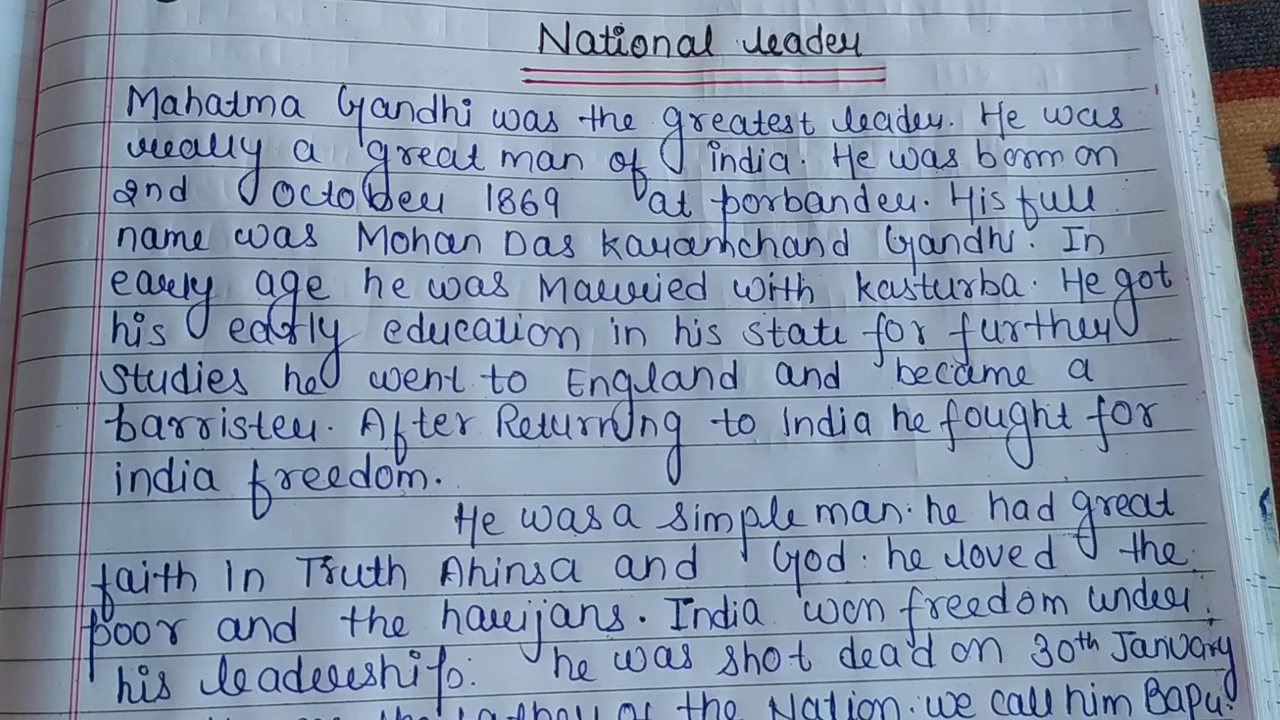 National leader
Mahatma Gandhi was the greatest leader. He was
really a great man of india. He was born on
2nd October 1869 at porbander. His full
name was Mohan Das Karamchand Gandhi. In
early age he was Married with kasturba. He got
his early education in his state for further
studies he went to England and became a
barrister. After Returning to India he fought for
india freedom.
He was a simple man. he had great
faith in Truth Ahinsa and God. he loved the
poor and the harijans. India won freedom under
his leadership. he was shot dead on 30th January
the father of the Nation. we call him Bapu.